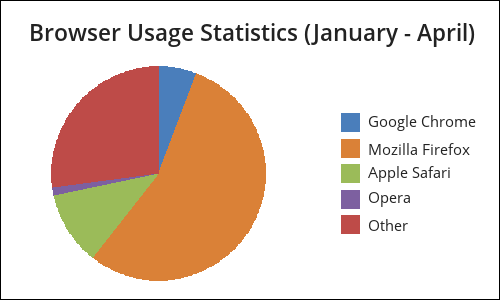 Browser Usage Statistics (January - April)
Google Chrome
Mozilla Firefox
Apple Safari
Opera
Other